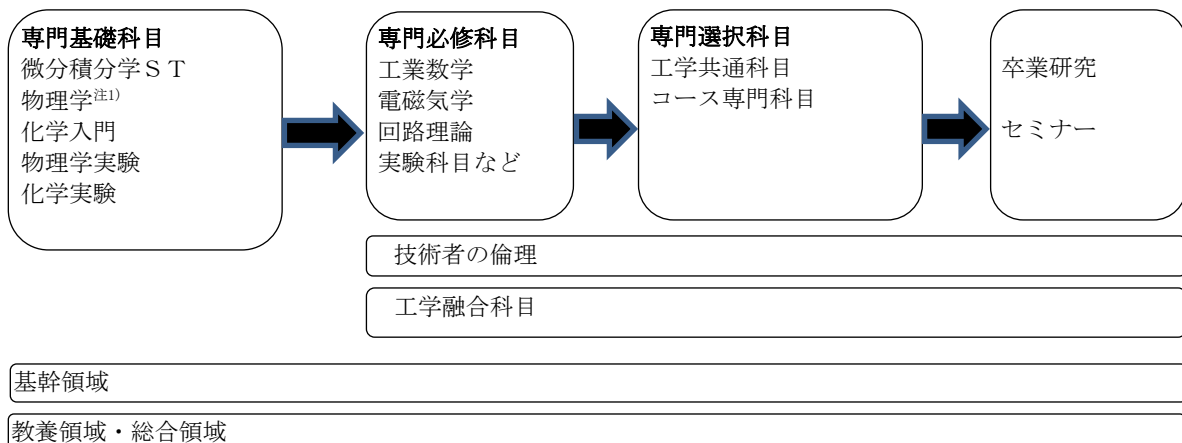 専門基礎科目
微分積分学ＳＴ
物理学注1)
化学入門
物理学実験
化学実験
専門必修科目
工業数学
電磁気学
回路理論
実験科目など
専門選択科目
工学共通科目
コース専門科目
卒業研究
セミナー
技術者の倫理
工学融合科目
基幹領域
教養領域・総合領域